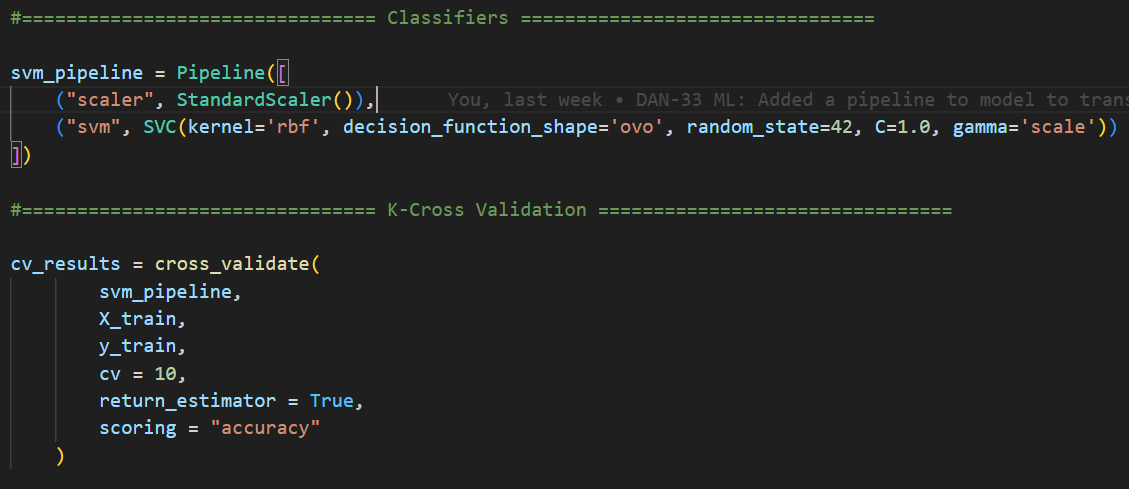 #================================ Classifiers ================================
svm_pipeline = Pipeline([
("scaler", StandardScaler()), You, last week • DAN-33 ML: Added a pipeline to model to
("svm", SVC(kernel='rbf', decision_function_shape='ovo', random_state=42, C=1.0, gamma='scale'))
])
#================================ K-Cross Validation ================================
cv_results = cross_validate(
svm_pipeline,
X_train,
y_train,
cv = 10,
return_estimator = True,
scoring = "accuracy"
)